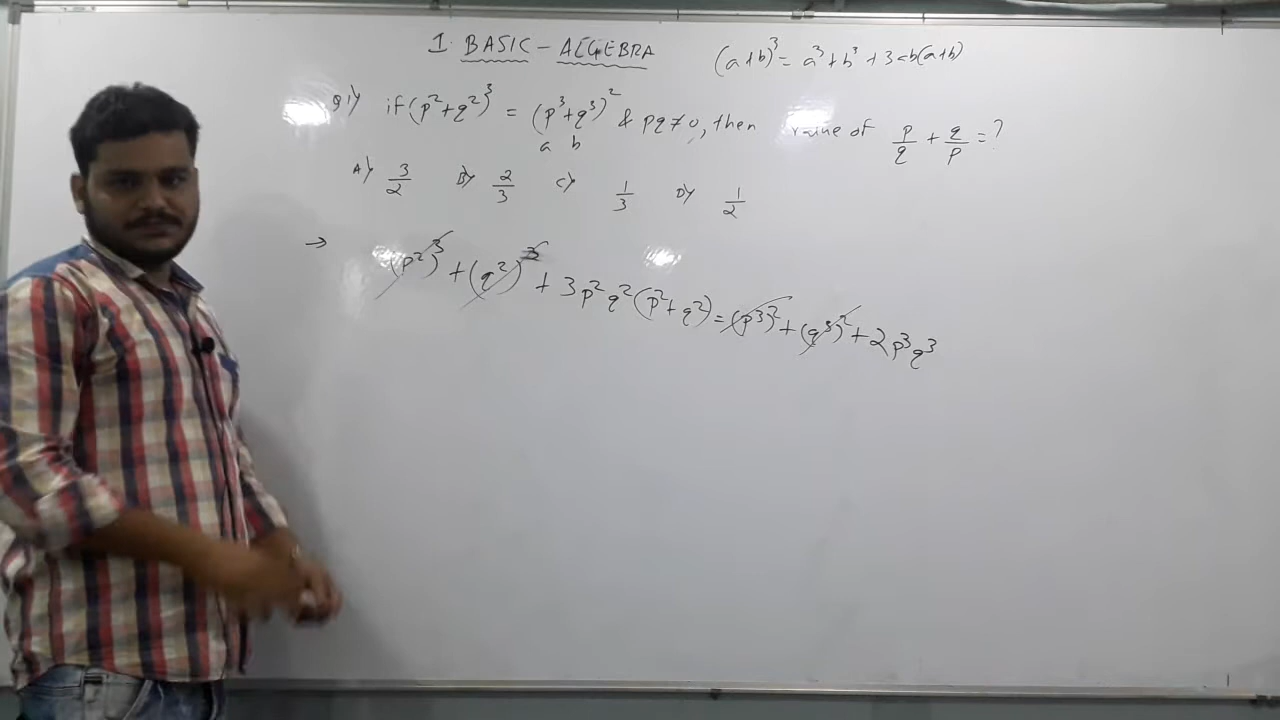 1. BASIC - ALGEBRA (a+b)³ = a³ + b³ + 3ab(a+b)
Q1) if (p²+q²)³ = (p³+q³)² & pq≠0, then value of p/q + q/p = ?
a b
A) 3/2 B) 2/3 C) 1/3 D) 1/2
→ (p²)³ + (q²)³ + 3p²q²(p²+q²) = (p³)² + (q³)² + 2p³q³